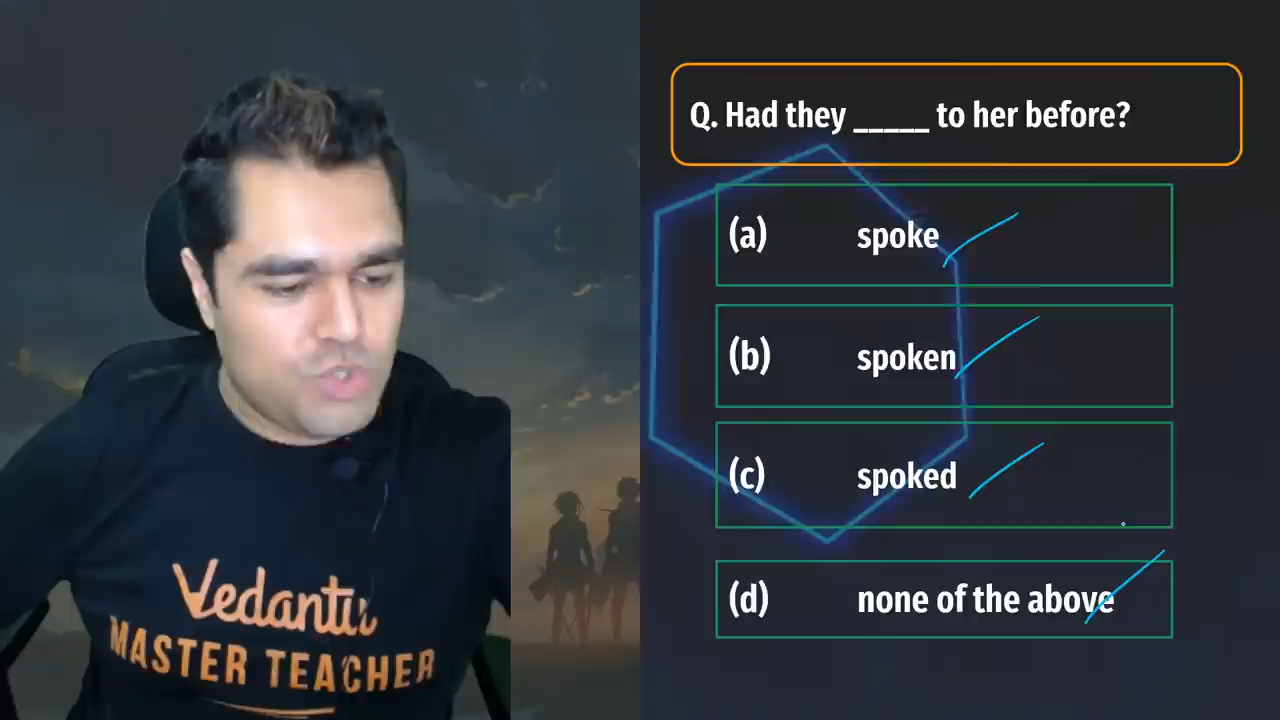 Q. Had they _____ to her before?
(a) spoke
(b) spoken
(c) spoked
(d) none of the above
Vedantu
MASTER TEACHER